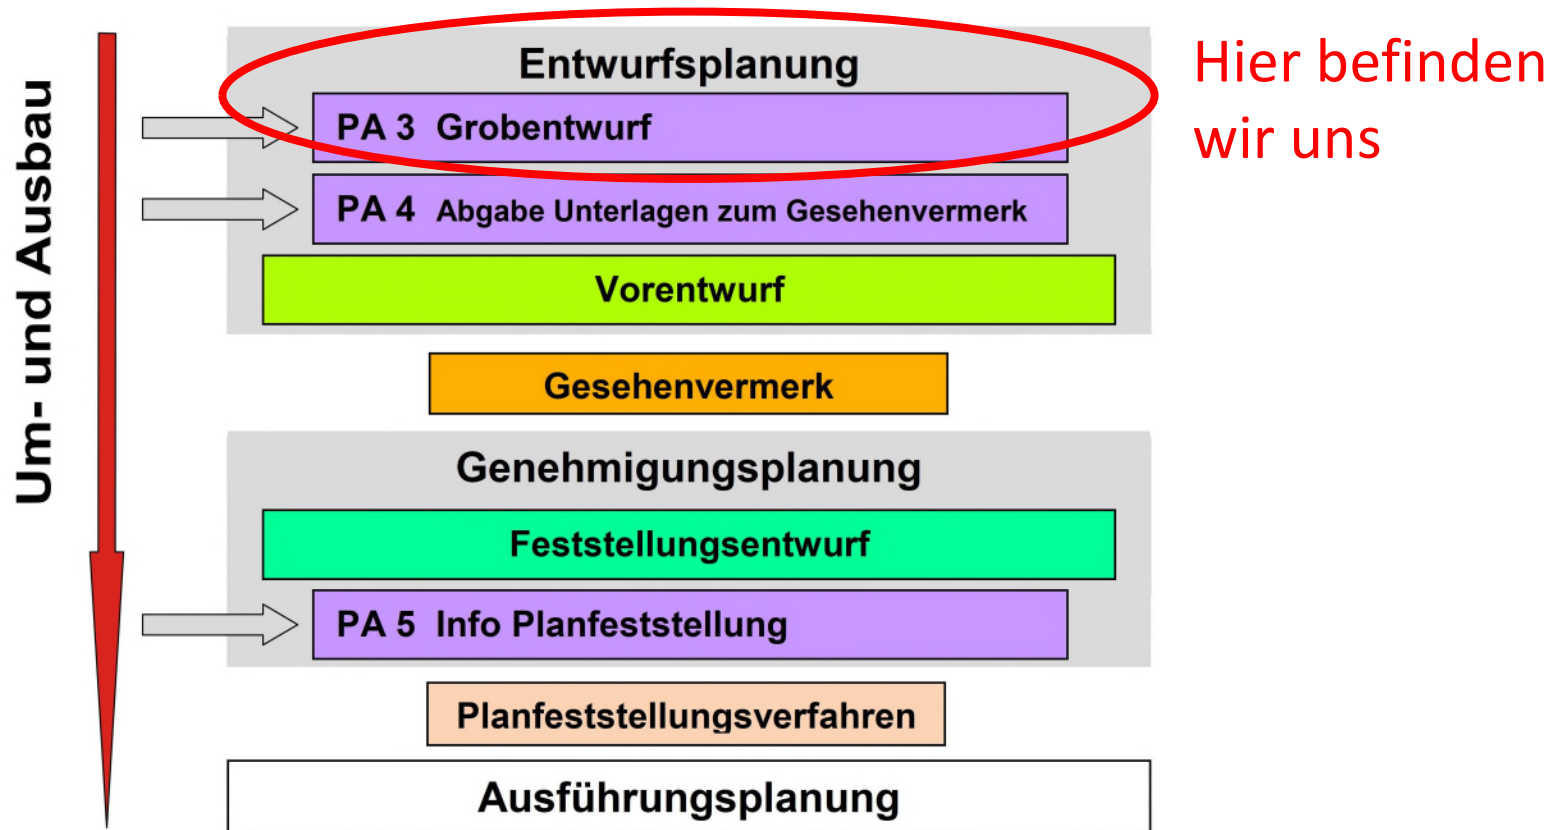 Um- und Ausbau
Entwurfsplanung
PA 3 Grobentwurf
Hier befinden
wir uns
PA 4 Abgabe Unterlagen zum Gesehenvermerk
Vorentwurf
Gesehenvermerk
Genehmigungsplanung
Feststellungsentwurf
PA 5 Info Planfeststellung
Planfeststellungsverfahren
Ausführungsplanung